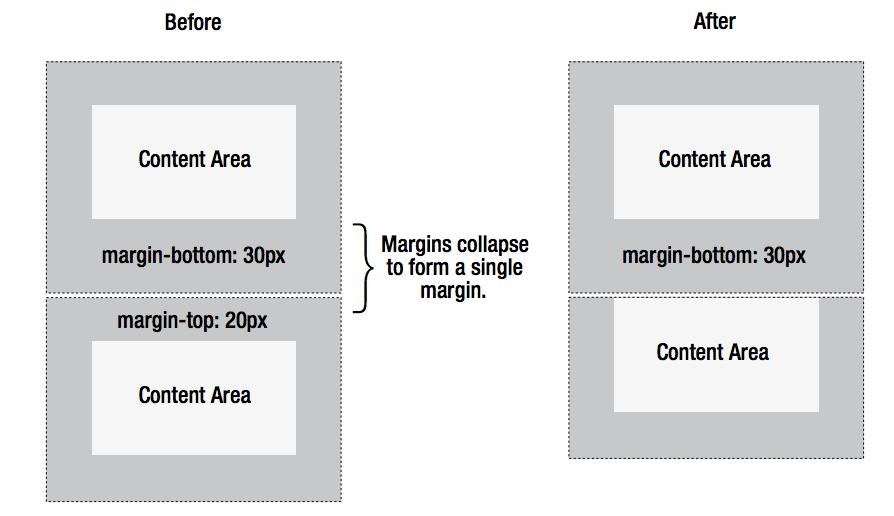 Before
After
Content Area
Content Area
margin-bottom: 30px
Margins collapse
to form a single
margin.
margin-bottom: 30px
margin-top: 20px
Content Area
Content Area